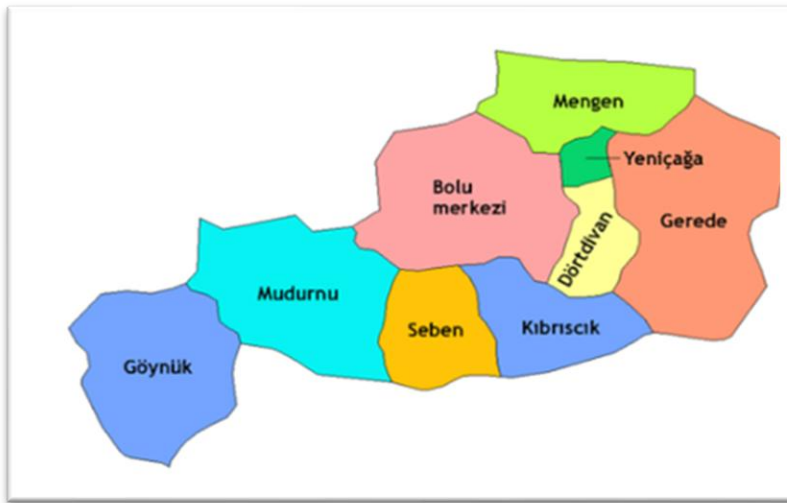 Mengen
Yeniçağa
Bolu
merkezi
Gerede
Dörtdivan
Mudurnu
Seben
Kıbrıscık
Göynük